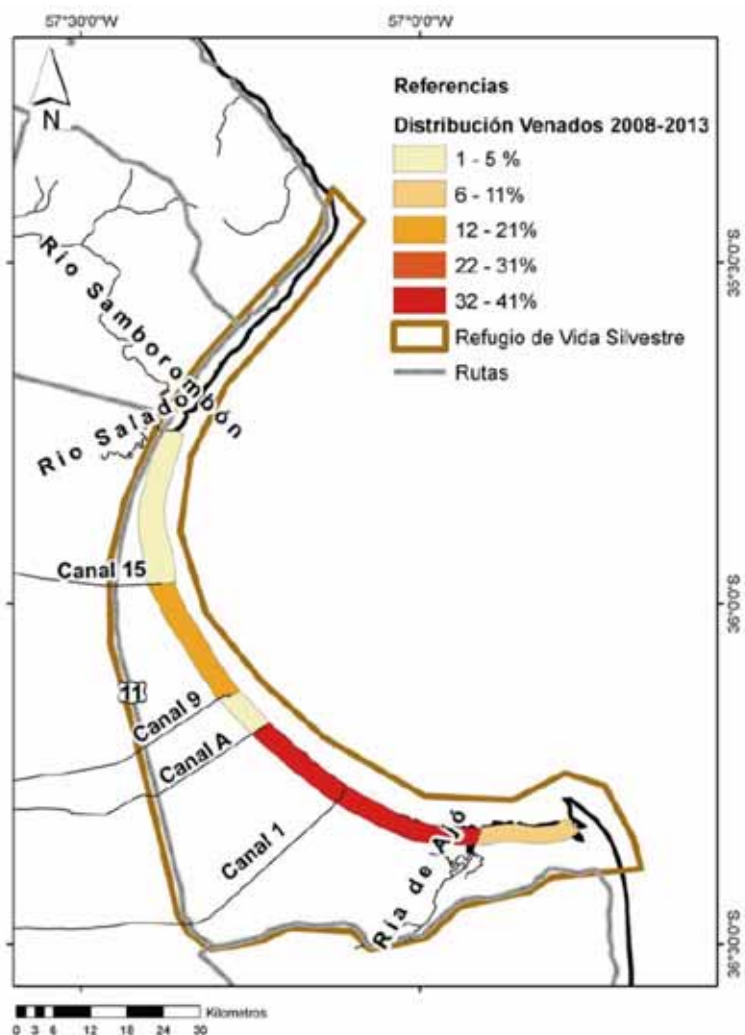 57°30'0"W
57°0'0"W
N
Referencias
Distribución Venados 2008-2013
1 - 5 %
6 - 11%
12 - 21%
22 - 31%
32 - 41%
Refugio de Vida Silvestre
Rutas
35°30'0"S
Rio Samborombón
Rio Salado
Canal 15
36°0'0"S
11
Canal 9
Canal A
Canal 1
Ria de Ajó
36°30'0"S
Kilometros
0 3 6 12 18 24 30